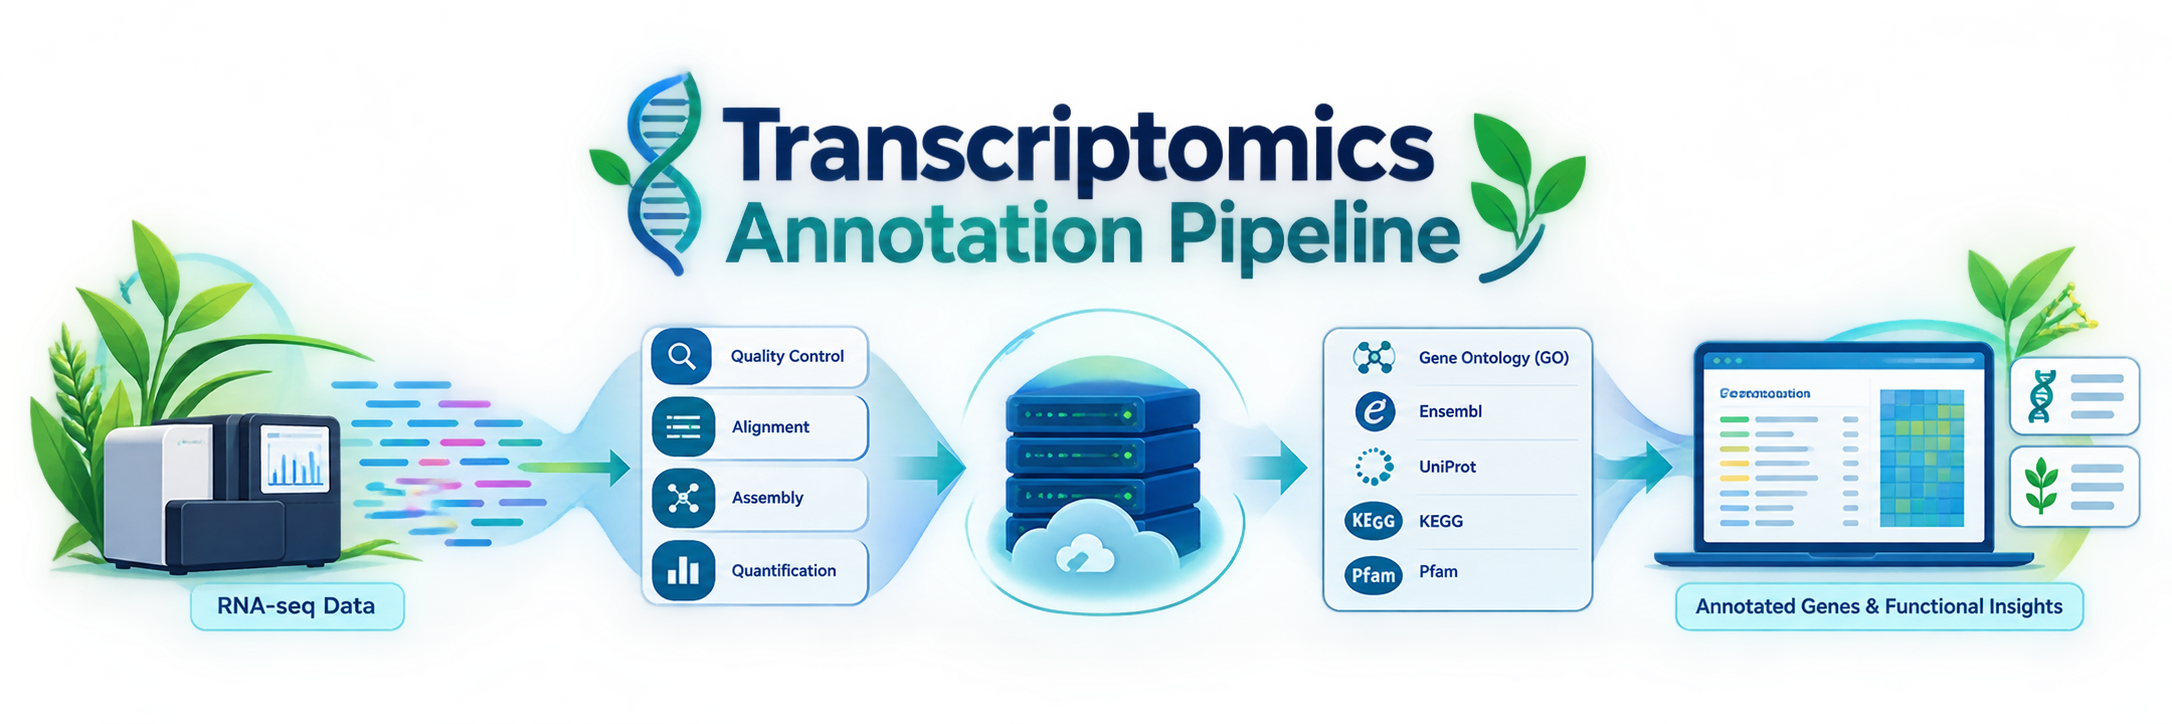 Transcriptomics
Annotation Pipeline
RNA-seq Data
Quality Control
Alignment
Assembly
Quantification
Gene Ontology (GO)
e Ensembl
UniProt
KEGG KEGG
Pfam Pfam
Annotated Genes & Functional Insights